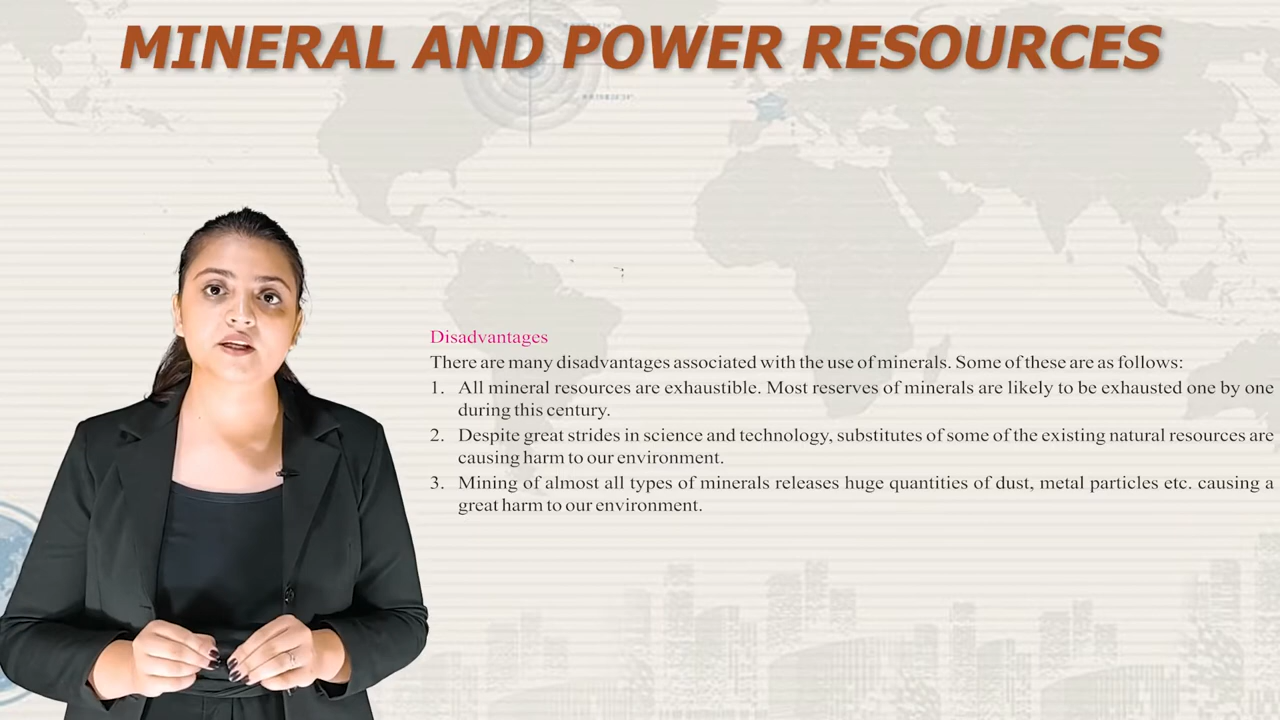 MINERAL AND POWER RESOURCES
Disadvantages
There are many disadvantages associated with the use of minerals. Some of these are as follows:
1. All mineral resources are exhaustible. Most reserves of minerals are likely to be exhausted one by one
during this century.
2. Despite great strides in science and technology, substitutes of some of the existing natural resources are
causing harm to our environment.
3. Mining of almost all types of minerals releases huge quantities of dust, metal particles etc. causing a
great harm to our environment.